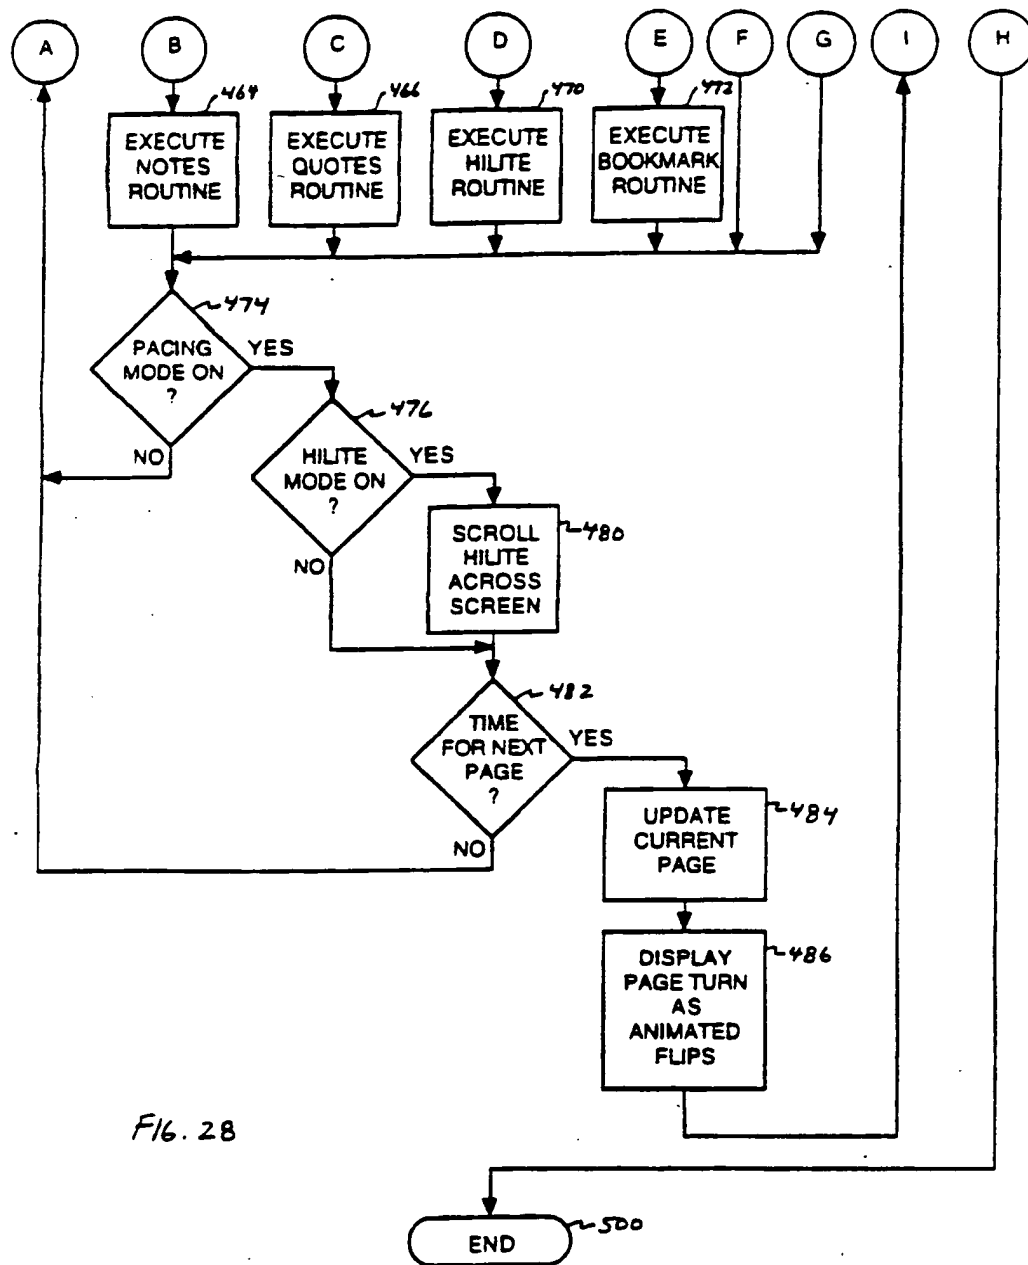 A B C D E F G I H
464 466 470 472
EXECUTE
NOTES
ROUTINE
EXECUTE
QUOTES
ROUTINE
EXECUTE
HILITE
ROUTINE
EXECUTE
BOOKMARK
ROUTINE
474
PACING
MODE ON
?
YES
NO
476
HILITE
MODE ON
?
YES
NO
480
SCROLL
HILITE
ACROSS
SCREEN
482
TIME
FOR NEXT
PAGE
?
YES
NO
484
UPDATE
CURRENT
PAGE
486
DISPLAY
PAGE TURN
AS
ANIMATED
FLIPS
FIG. 28
500
END